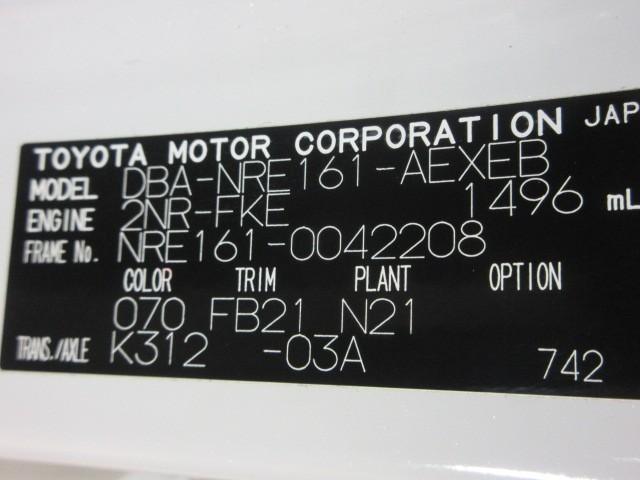 TOYOTA MOTOR CORPORATION JAP
MODEL DBA-NRE161-AEXEB
ENGINE 2NR-FKE 1496 mL
FRAME No. NRE161-0042208
COLOR TRIM PLANT OPTION
070 FB21 N21
TRANS./AXLE K312 -03A 742